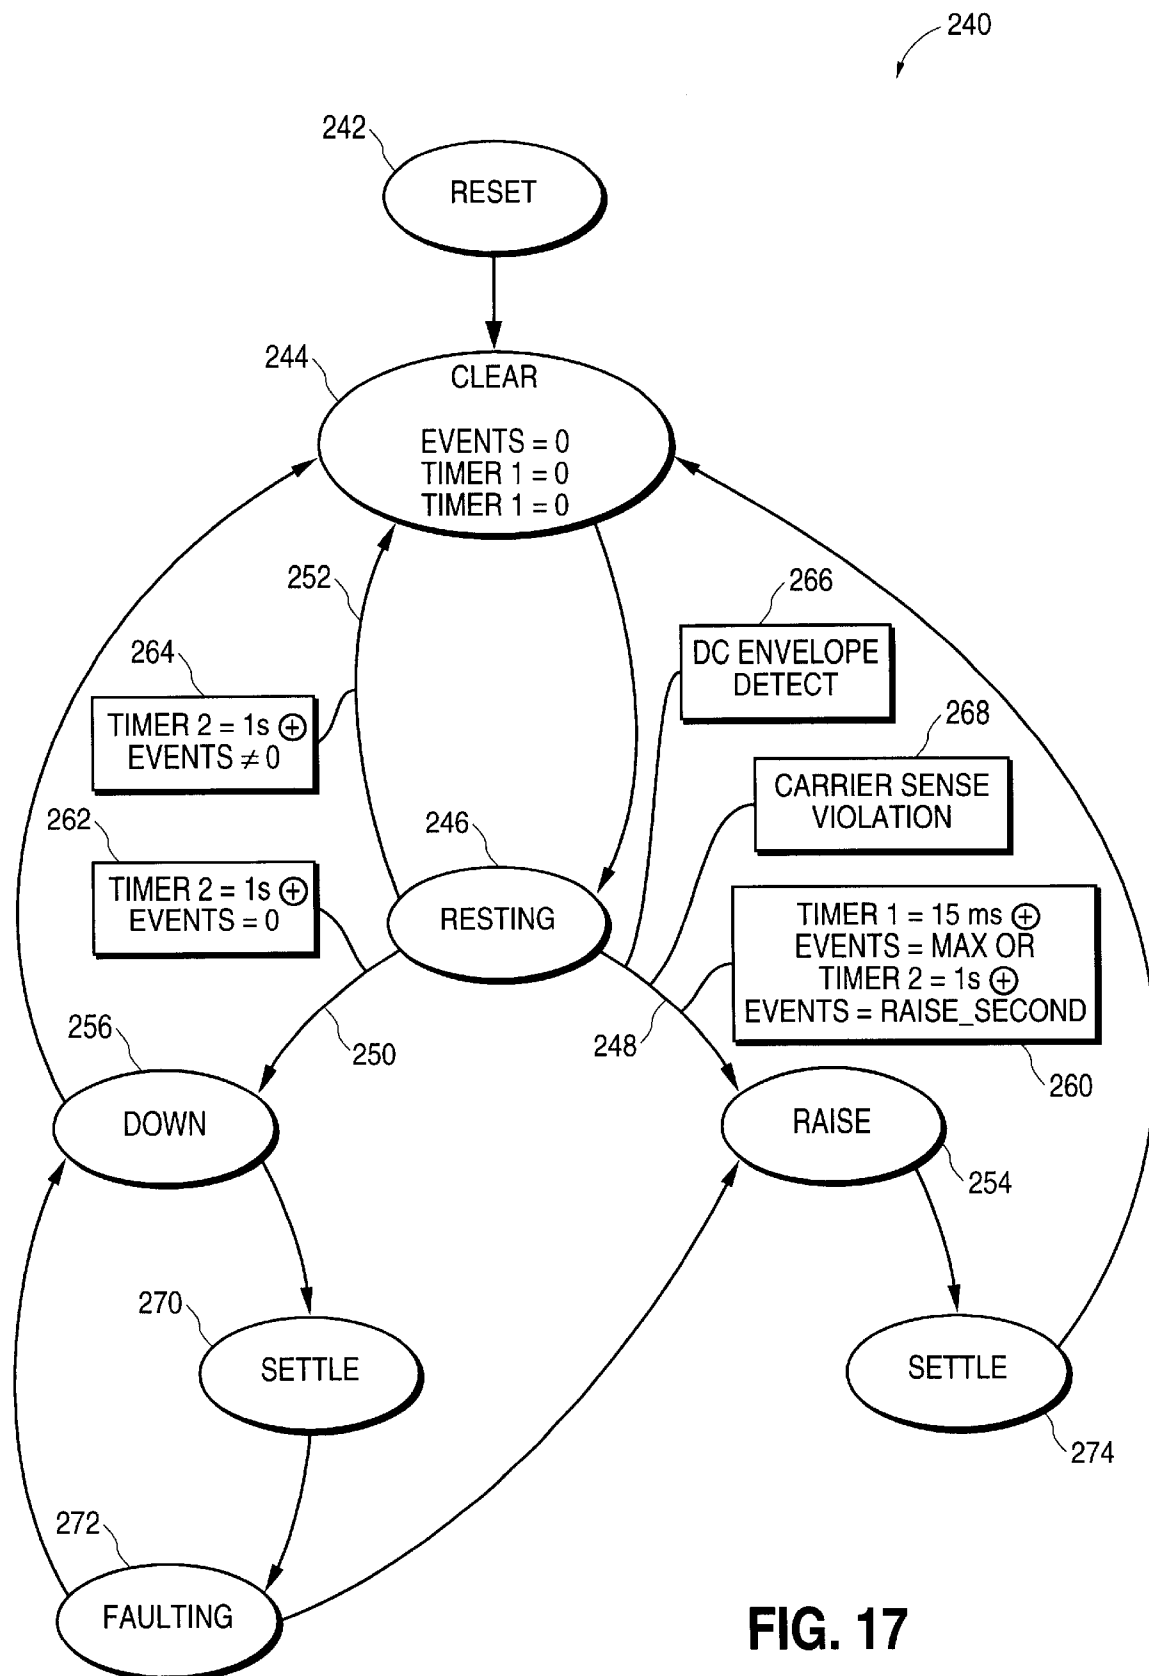 240
242
RESET
244
CLEAR
EVENTS = 0
TIMER 1 = 0
TIMER 1 = 0
252
266
DC ENVELOPE
DETECT
264
TIMER 2 = 1s ⊕
EVENTS ≠ 0
268
CARRIER SENSE
VIOLATION
262
TIMER 2 = 1s ⊕
EVENTS = 0
246
RESTING
TIMER 1 = 15 ms ⊕
EVENTS = MAX OR
TIMER 2 = 1s ⊕
EVENTS = RAISE_SECOND
256
250
248
260
DOWN
RAISE
254
270
SETTLE
SETTLE
274
272
FAULTING
FIG. 17